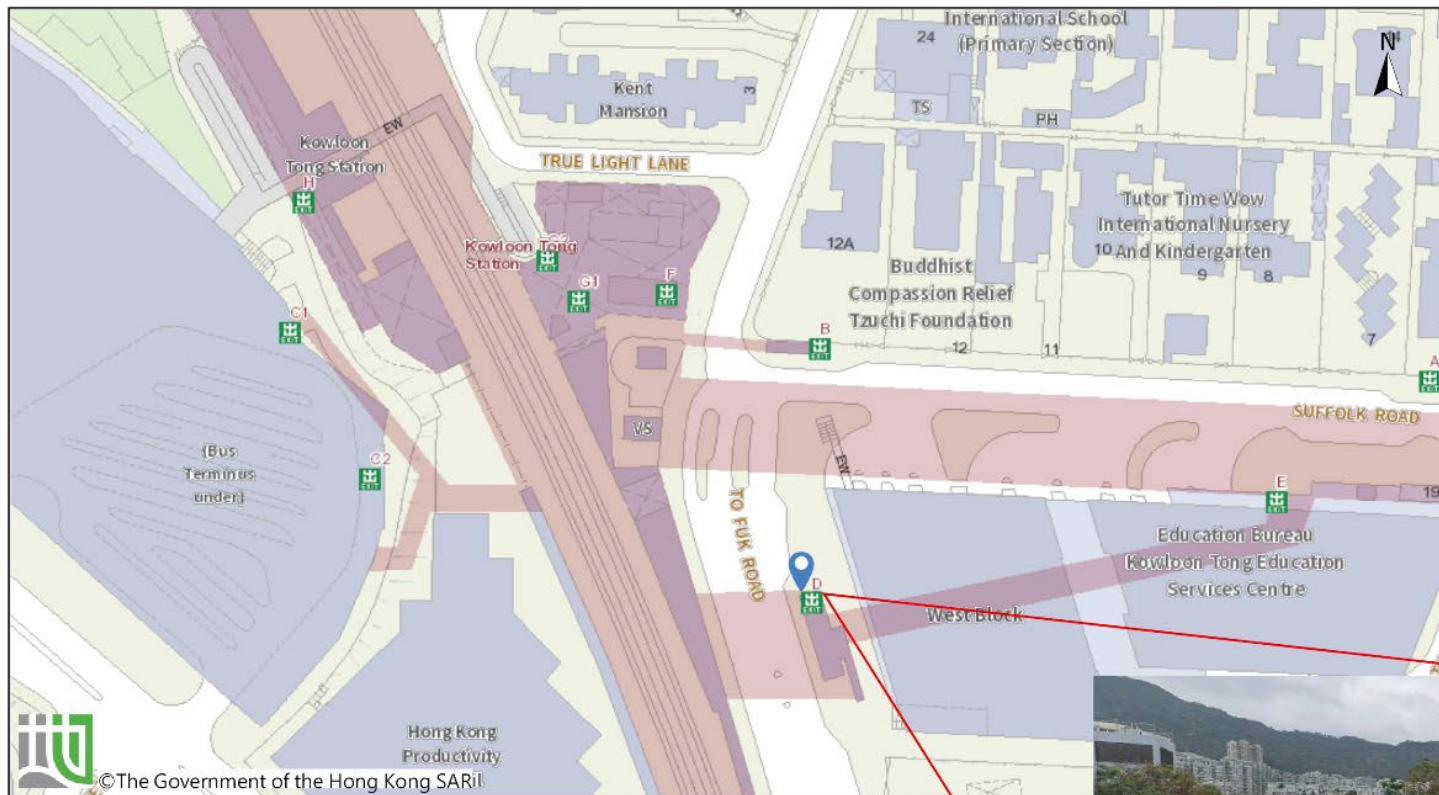 International School
(Primary Section)
24
N
Kent
Mansion
3
TS
PH
EW
Kowloon
Tong Station
TRUE LIGHT LANE
H
Tutor Time Wow
International Nursery
And Kindergarten
12A
10
9
8
7
Kowloon Tong
Station
G1
F
Buddhist
Compassion Relief
Tzuchi Foundation
C1
B
12
11
A
SUFFOLK ROAD
VS
(Bus
Terminus
under)
C2
EW
E
19
TO FUK ROAD
Education Bureau
Kowloon Tong Education
Services Centre
D
EXIT
West Block
Hong Kong
Productivity
©The Government of the Hong Kong SAR